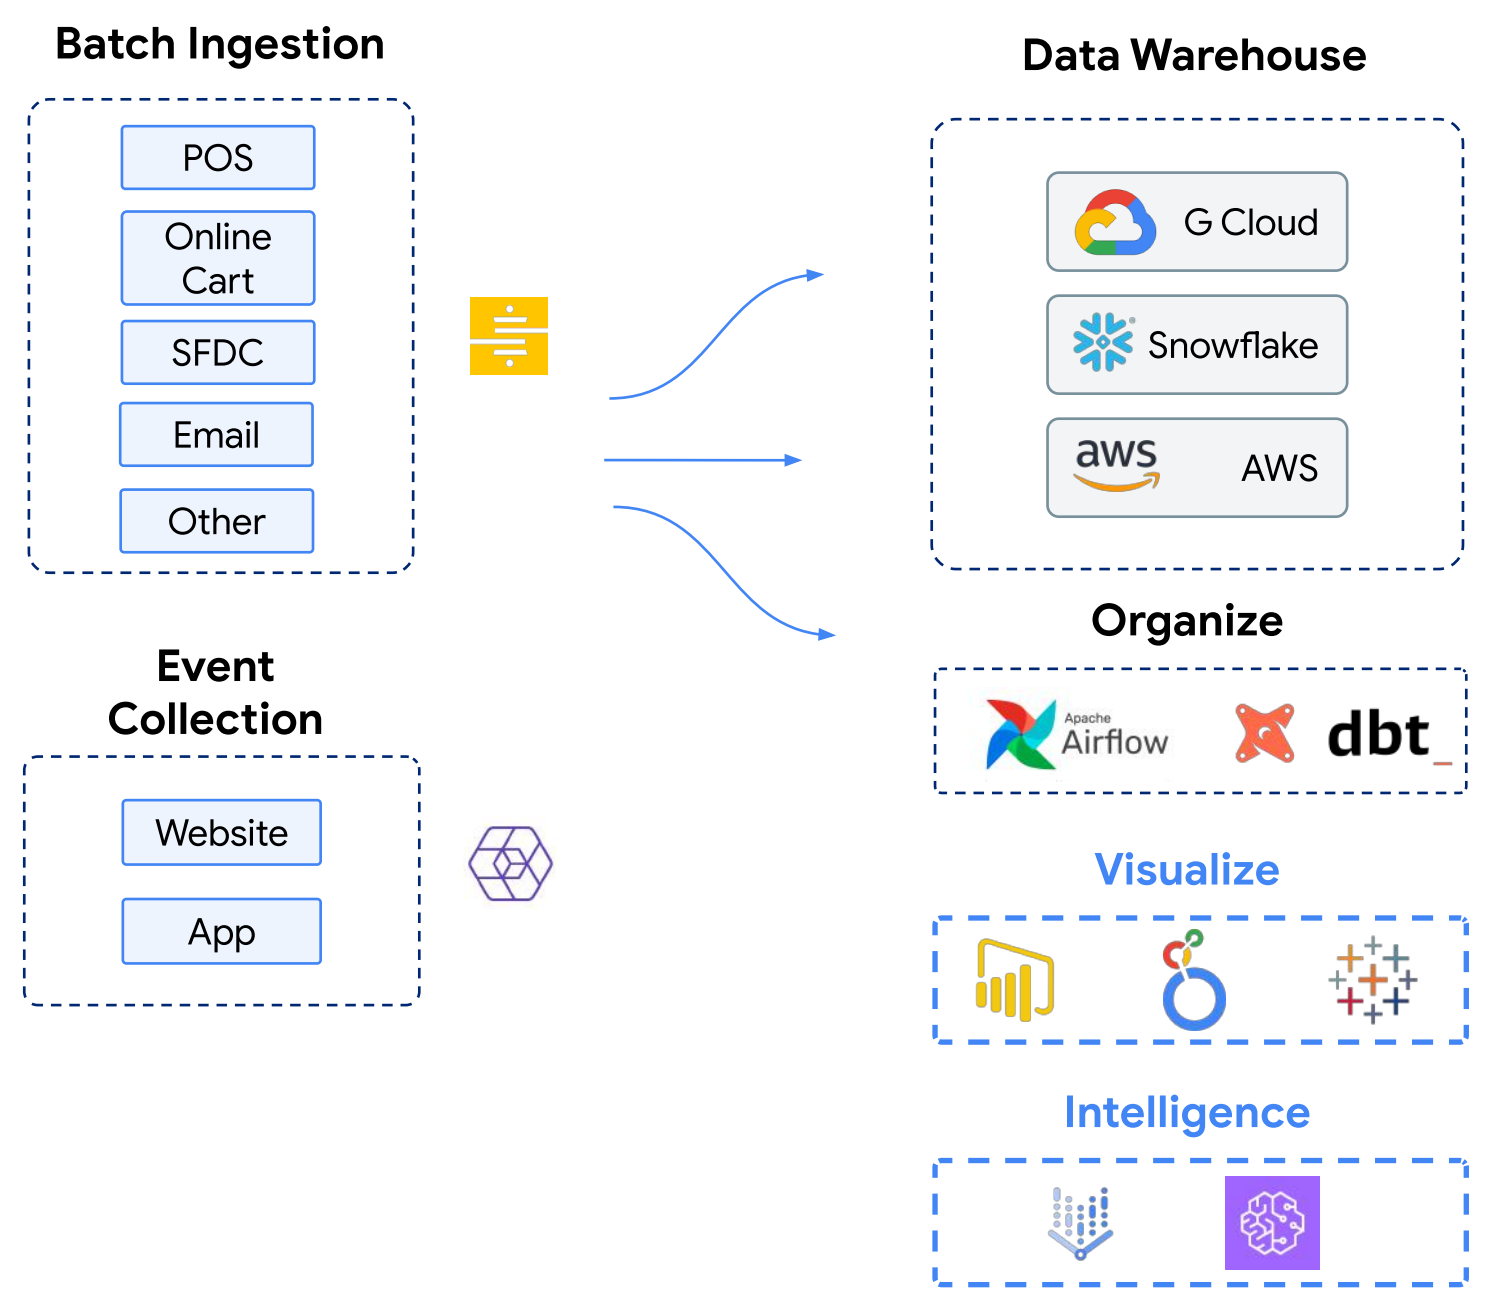 Batch Ingestion
POS
Online
Cart
SFDC
Email
Other
Event
Collection
Website
App
Data Warehouse
G Cloud
Snowflake
aws
AWS
Organize
Apache
Airflow
dbt_
Visualize
Intelligence